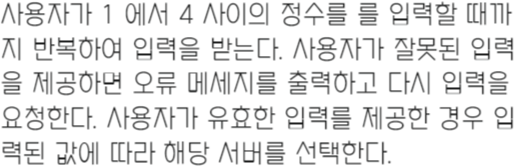 사용자가 1 에서 4 사이의 정수를 를 입력할 때까
지 반복하여 입력을 받는다. 사용자가 잘못된 입력
을 제공하면 오류 메세지를 출력하고 다시 입력을
요청한다. 사용자가 유효한 입력를 제공한 경우 입
력된 값에 따라 해당 서버를 선택한다.